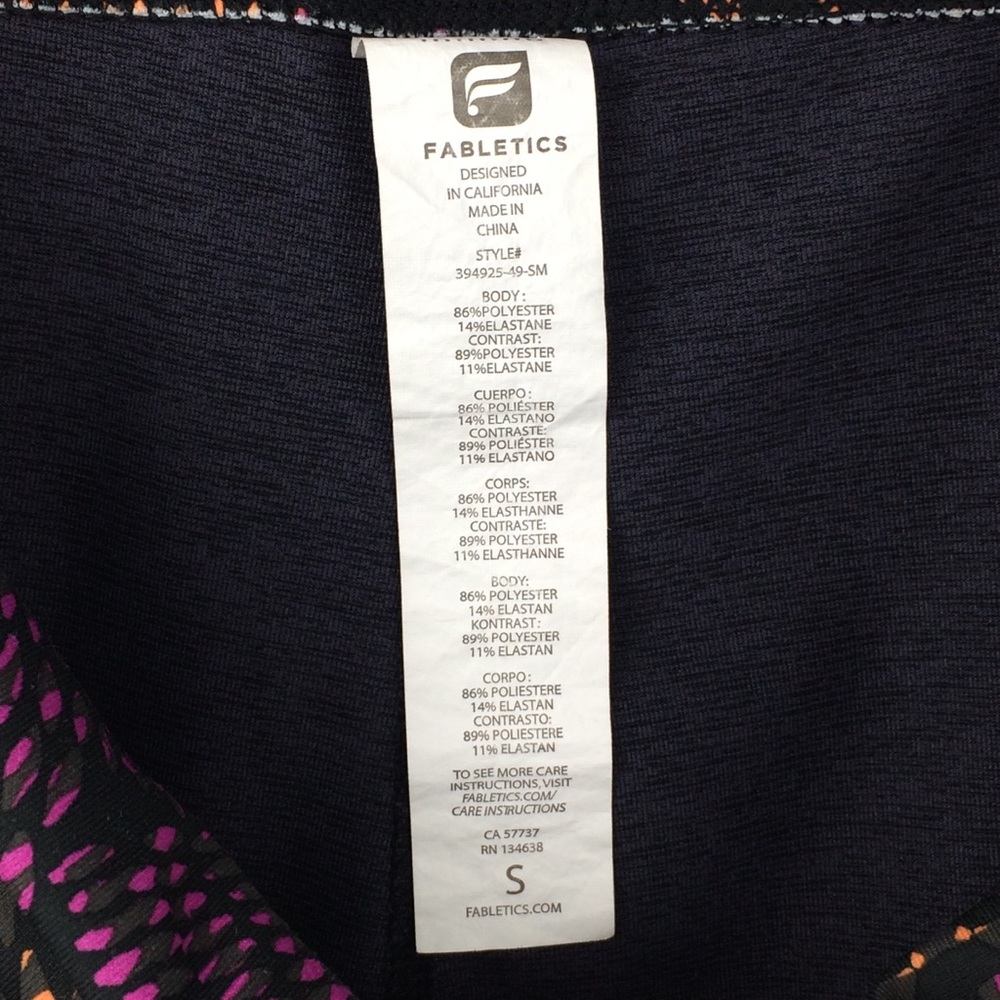 FABLETICS
DESIGNED
IN CALIFORNIA
MADE IN
CHINA
STYLE#
394925-49-SM
BODY:
86%POLYESTER
14%ELASTANE
CONTRAST:
89%POLYESTER
11%ELASTANE
CUERPO:
86% POLIÉSTER
14% ELASTANO
CONTRASTE:
89% POLIÉSTER
11% ELASTANO
CORPS:
86% POLYESTER
14% ELASTHANNE
CONTRASTE:
89% POLYESTER
11% ELASTHANNE
BODY:
86% POLYESTER
14% ELASTAN
KONTRAST:
89% POLYESTER
11% ELASTAN
CORPO:
86% POLIESTERE
14% ELASTAN
CONTRASTO:
89% POLIESTERE
11% ELASTAN
TO SEE MORE CARE
INSTRUCTIONS, VISIT
FABLETICS.COM/
CARE INSTRUCTIONS
CA 57737
RN 134638
S
FABLETICS.COM